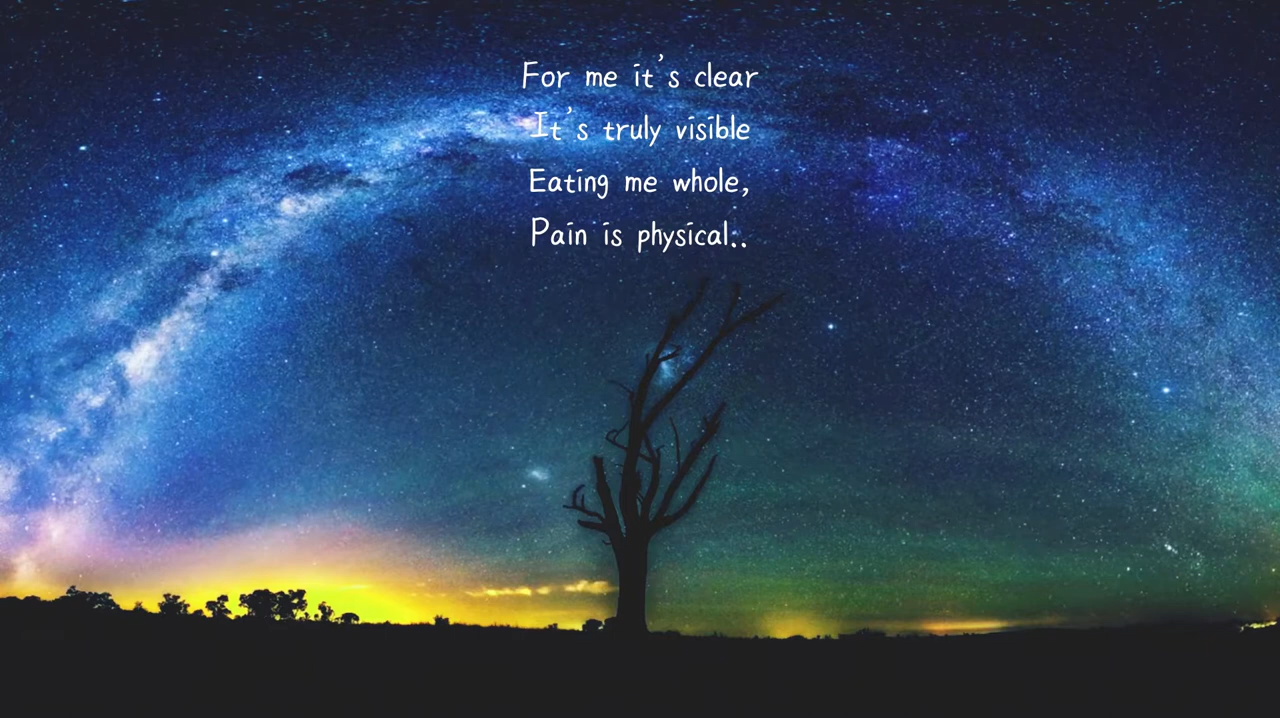 For me it's clear
It's truly visible
Eating me whole,
Pain is physical..